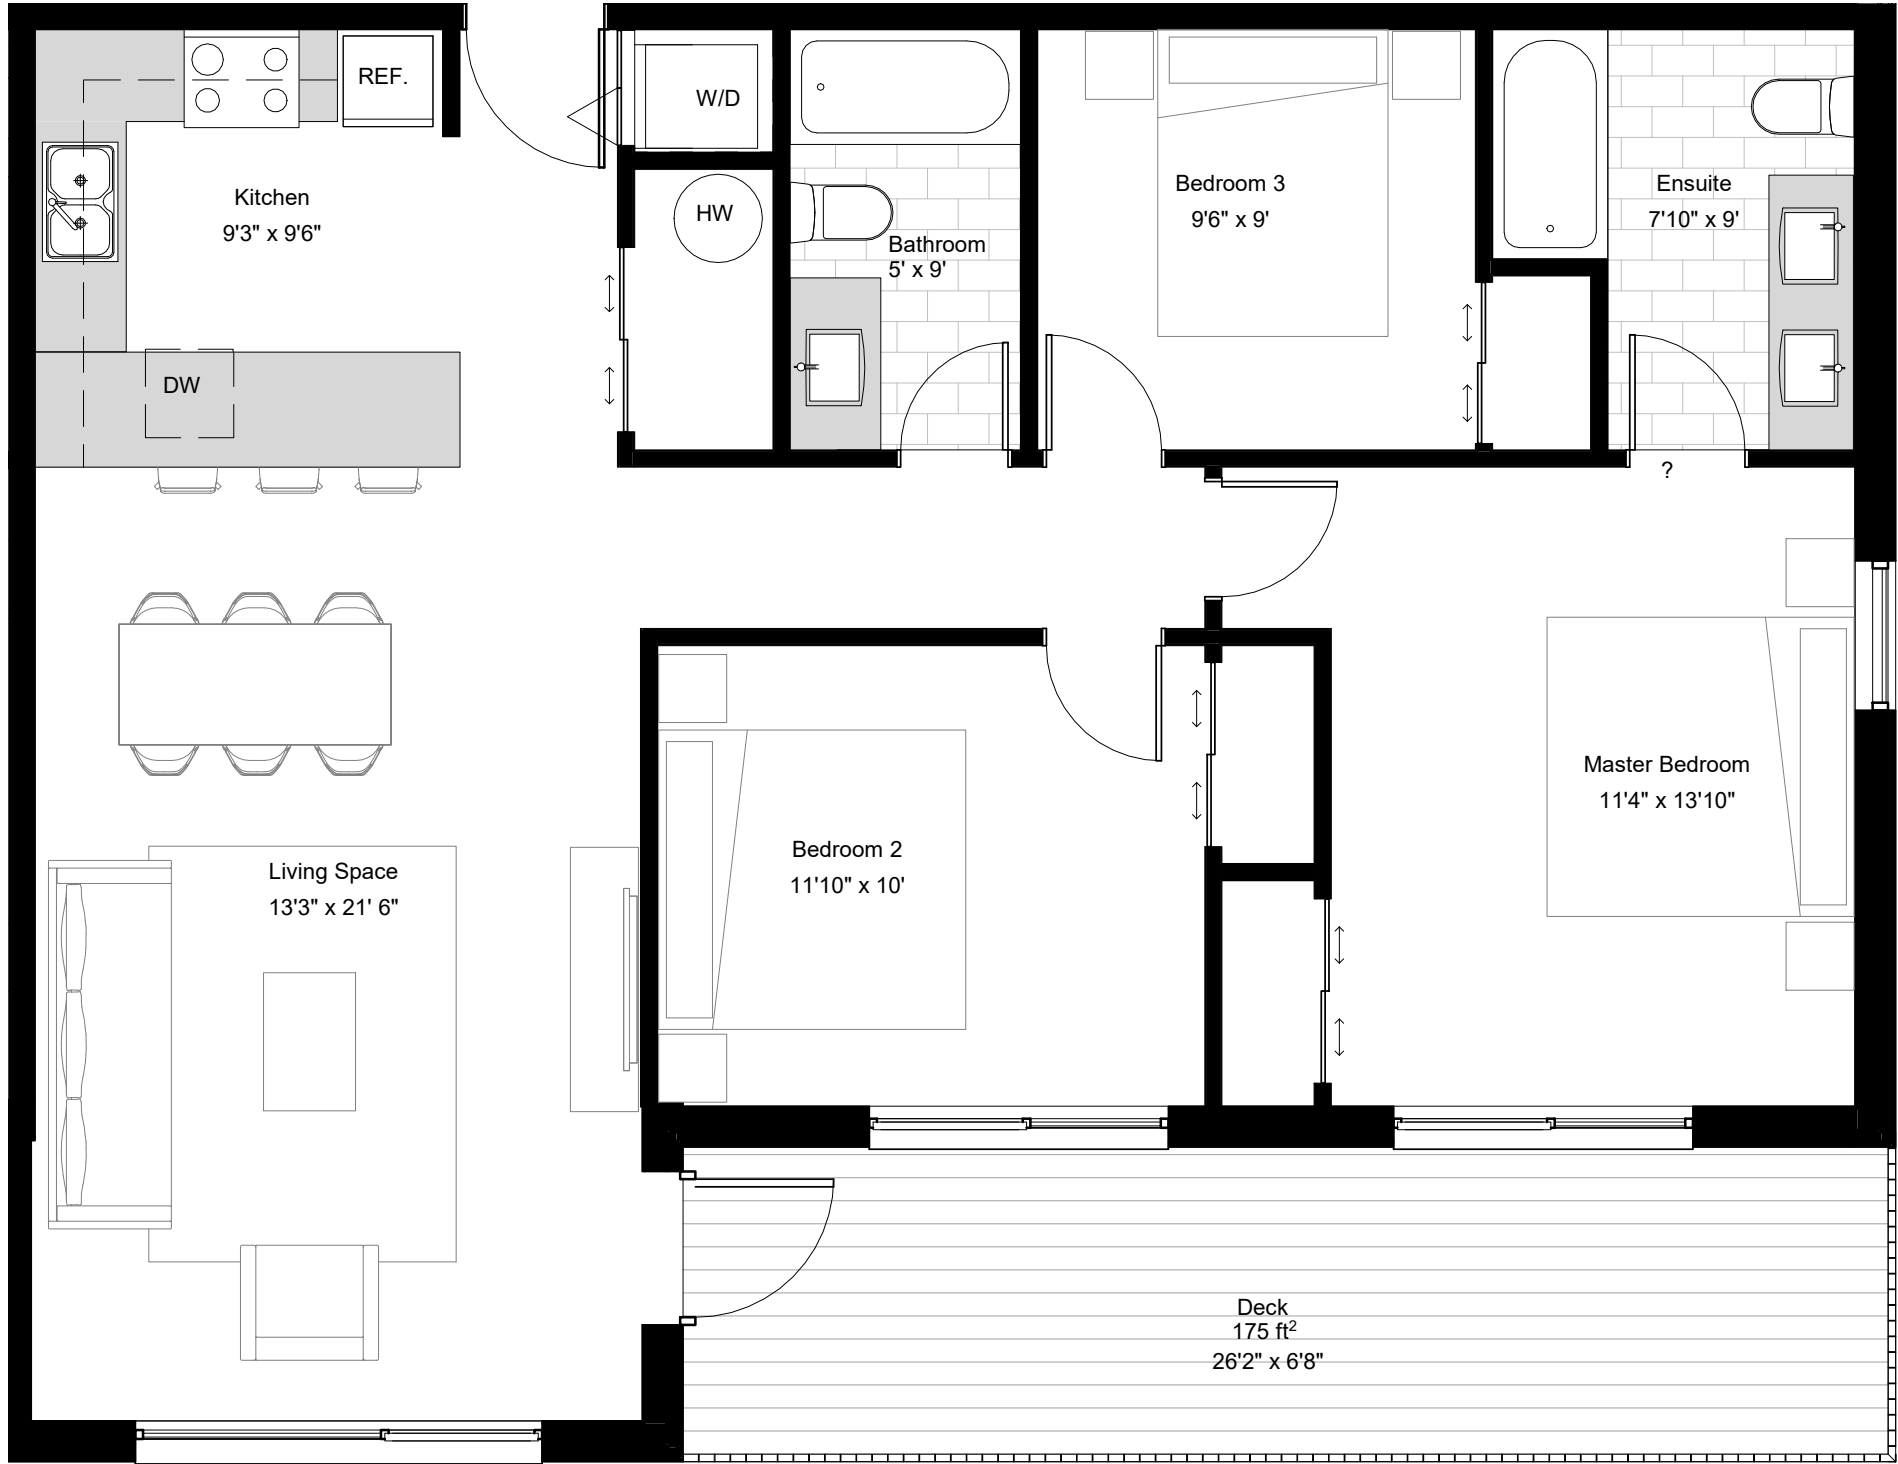 REF.
W/D
Kitchen
9'3" x 9'6"
HW
Bathroom
5' x 9'
Bedroom 3
9'6" x 9'
Ensuite
7'10" x 9'
DW
?
Master Bedroom
11'4" x 13'10"
Bedroom 2
11'10" x 10'
Living Space
13'3" x 21' 6"
Deck
175 ft²
26'2" x 6'8"